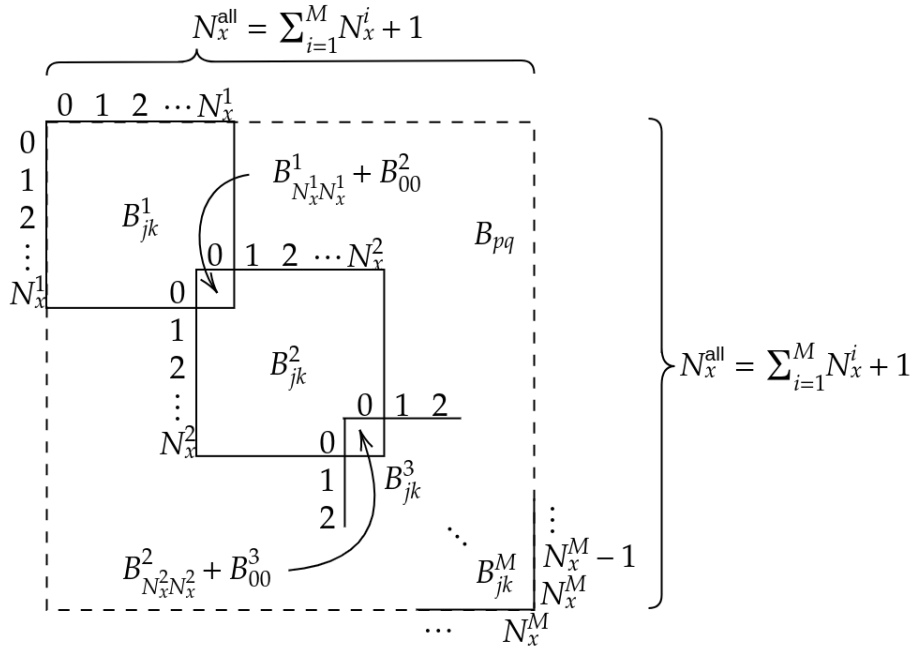 N_x^all = ∑_{i=1}^M N_x^i + 1
0 1 2 ⋯ N_x^1
0
1
2
⋮
N_x^1
B_{jk}^1
B_{N_x^1 N_x^1}^1 + B_{00}^2
B_{pq}
0 1 2 ⋯ N_x^2
0
1
2
⋮
N_x^2
B_{jk}^2
N_x^all = ∑_{i=1}^M N_x^i + 1
0 1 2
0
1
2
B_{jk}^3
B_{N_x^2 N_x^2}^2 + B_{00}^3
⋱
B_{jk}^M
⋮
N_x^M − 1
N_x^M
⋯ N_x^M